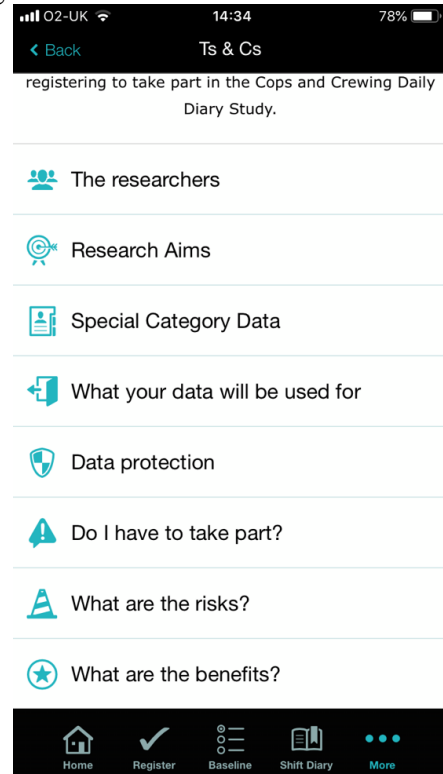 O2-UK 14:34 78%
Back Ts & Cs
registering to take part in the Cops and Crewing Daily
Diary Study.
The researchers
Research Aims
Special Category Data
What your data will be used for
Data protection
Do I have to take part?
What are the risks?
What are the benefits?
Home Register Baseline Shift Diary More